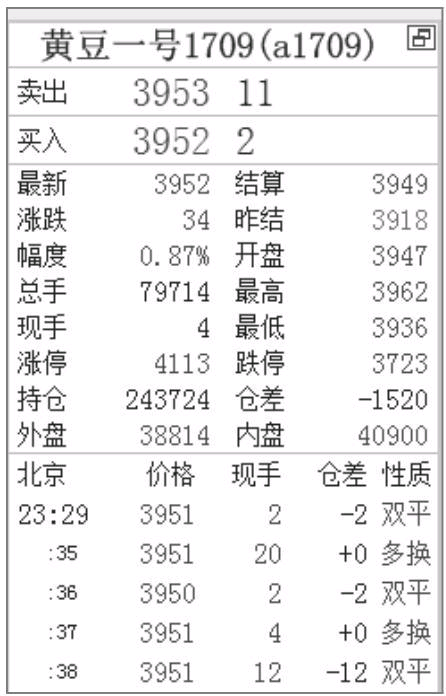 黄豆一号1709(a1709)
卖出 3953 11
买入 3952 2
最新 3952 结算 3949
涨跌 34 昨结 3918
幅度 0.87% 开盘 3947
总手 79714 最高 3962
现手 4 最低 3936
涨停 4113 跌停 3723
持仓 243724 仓差 -1520
外盘 38814 内盘 40900
北京 价格 现手 仓差 性质
23:29 3951 2 -2 双平
:35 3951 20 +0 多换
:36 3950 2 -2 双平
:37 3951 4 +0 多换
:38 3951 12 -12 双平